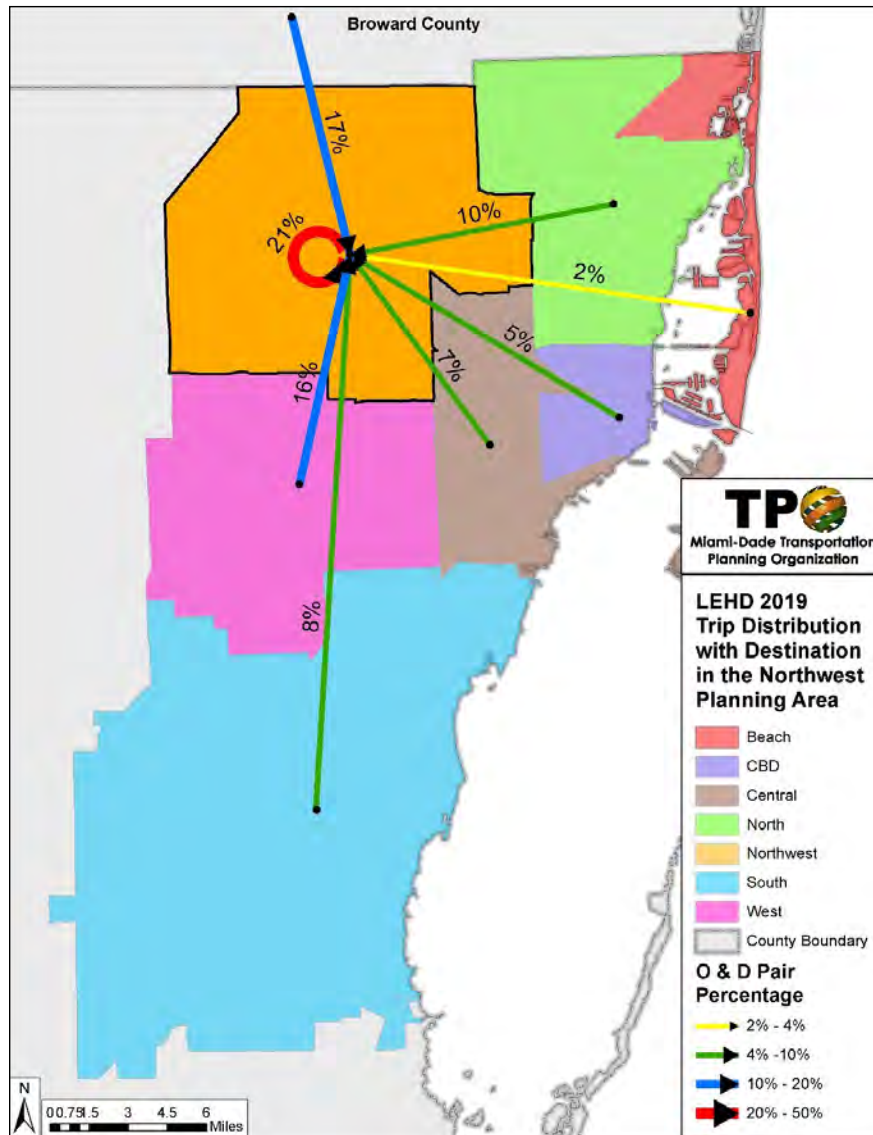 Broward County
17%
10%
21%
2%
5%
7%
16%
8%
TPO
Miami-Dade Transportation
Planning Organization
LEHD 2019
Trip Distribution
with Destination
in the Northwest
Planning Area
Beach
CBD
Central
North
Northwest
South
West
County Boundary
O & D Pair
Percentage
2% - 4%
4% -10%
10% - 20%
20% - 50%
N
0 0.75 1.5 3 4.5 6
Miles